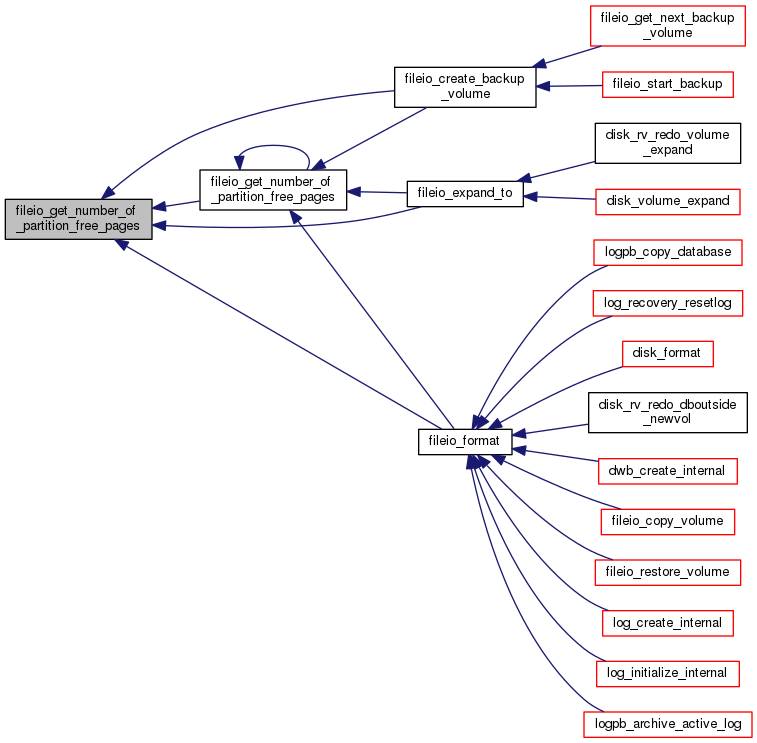 fileio_get_next_backup
_volume
fileio_create_backup
_volume
fileio_start_backup
disk_rv_redo_volume
_expand
fileio_get_number_of
_partition_free_pages
fileio_expand_to
disk_volume_expand
fileio_get_number_of
_partition_free_pages
logpb_copy_database
log_recovery_resetlog
disk_format
disk_rv_redo_dboutside
_newvol
fileio_format
dwb_create_internal
fileio_copy_volume
fileio_restore_volume
log_create_internal
log_initialize_internal
logpb_archive_active_log